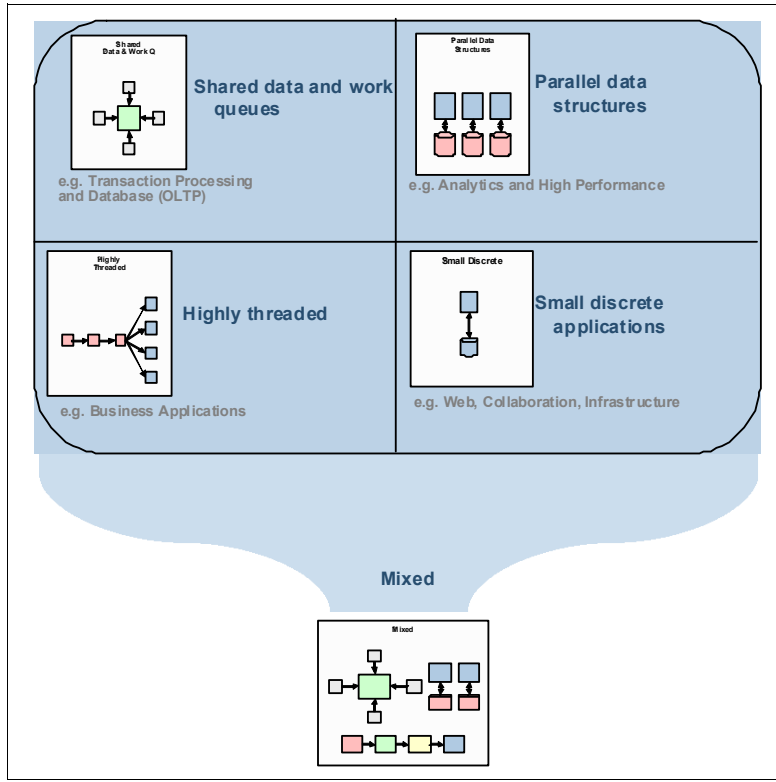 Shared
Data & Work Q
Shared data and work
queues
e.g. Transaction Processing
and Database (OLTP)
Parallel Data
Structures
Parallel data
structures
e.g. Analytics and High Performance
Highly
Threaded
Highly threaded
e.g. Business Applications
Small Discrete
Small discrete
applications
e.g. Web, Collaboration, Infrastructure
Mixed
Mixed